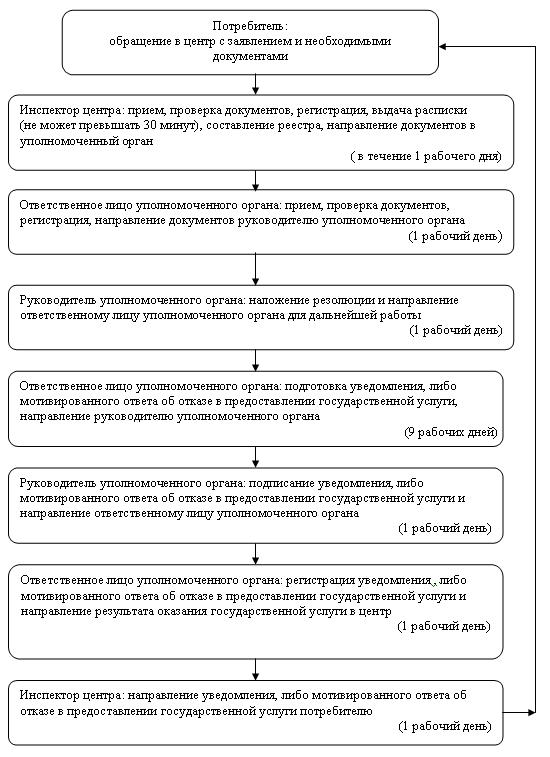 Потребитель:
обращение в центр с заявлением и необходимыми
документами
Инспектор центра: прием, проверка документов, регистрация, выдача расписки
(не может превышать 30 минут), составление реестра, направление документов в
уполномоченный орган
( в течение 1 рабочего дня)
Ответственное лицо уполномоченного органа: прием, проверка документов,
регистрация, направление документов руководителю уполномоченного органа
(1 рабочий день)
Руководитель уполномоченного органа: наложение резолюции и направление
ответственному лицу уполномоченного органа для дальнейшей работы
(1 рабочий день)
Ответственное лицо уполномоченного органа: подготовка уведомления, либо
мотивированного ответа об отказе в предоставлении государственной услуги,
направление руководителю уполномоченного органа
(9 рабочих дней)
Руководитель уполномоченного органа: подписание уведомления, либо
мотивированного ответа об отказе в предоставлении государственной услуги и
направление ответственному лицу уполномоченного органа
(1 рабочий день)
Ответственное лицо уполномоченного органа: регистрация уведомления,, либо
мотивированного ответа об отказе в предоставлении государственной услуги и
направление результата оказания государственной услуги в центр
(1 рабочий день)
Инспектор центра: направление уведомления, либо мотивированного ответа об
отказе в предоставлении государственной услуги потребителю
(1 рабочий день)